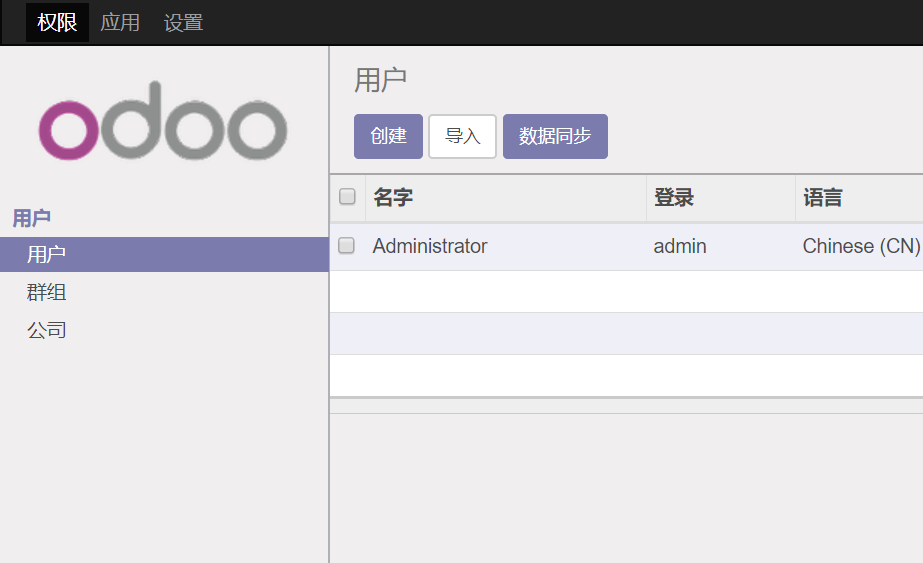 权限 应用 设置
odoo
用户
用户
群组
公司
用户
创建 导入 数据同步
名字 登录 语言
Administrator admin Chinese (CN)